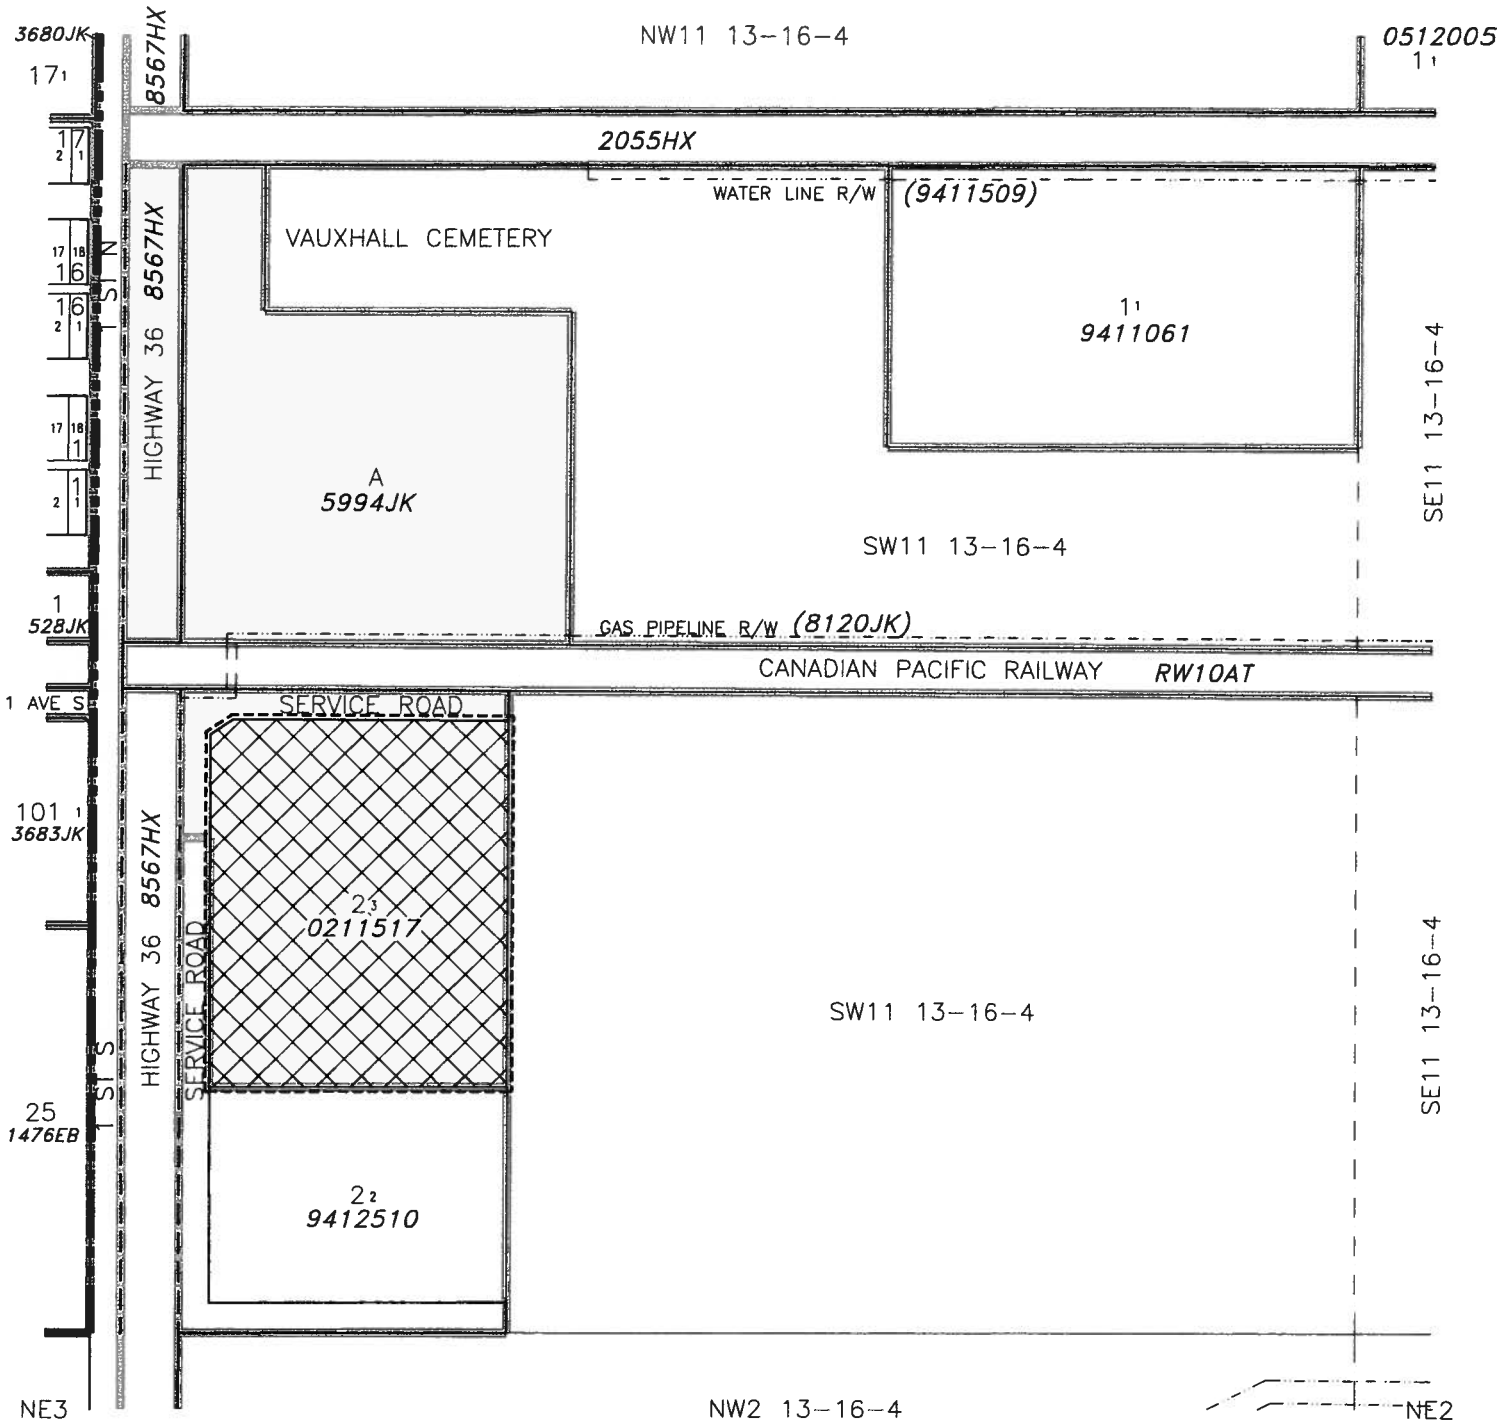 3680JK
8567HX
NW11 13-16-4
0512005
17 1
1 1
17
2 1
2055HX
WATER LINE R/W (9411509)
8567HX
VAUXHALL CEMETERY
17 18
16
1 ST N
16
2 1
HIGHWAY 36
1 1
9411061
SE11 13-16-4
17 18
1
1
2 1
A
5994JK
SW11 13-16-4
1
528JK
GAS PIPELINE R/W (8120JK)
CANADIAN PACIFIC RAILWAY RW10AT
1 AVE S
SERVICE ROAD
101 1
3683JK
HIGHWAY 36 8567HX
2 3
0211517
SERVICE ROAD
SW11 13-16-4
SE11 13-16-4
1 ST S
25
1476EB
2 2
9412510
NE3
NW2 13-16-4
NE2